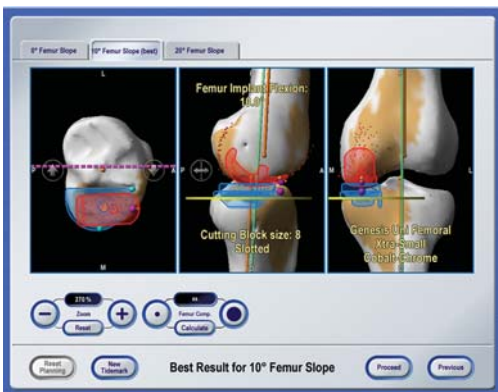 8° Femur Slope
10° Femur Slope (best)
20° Femur Slope
L
P
A
M
Femur Implant Flexion:
10.0°
P
A
Cutting Block size: 8
Slotted
M
L
Genesis Uni Femoral
Xtra-Small
Cobalt-Chrome
270 %
Zoom
Reset
Femur Comp.
Calculate
Reset
Planning
New
Tidemark
Best Result for 10° Femur Slope
Proceed
Previous